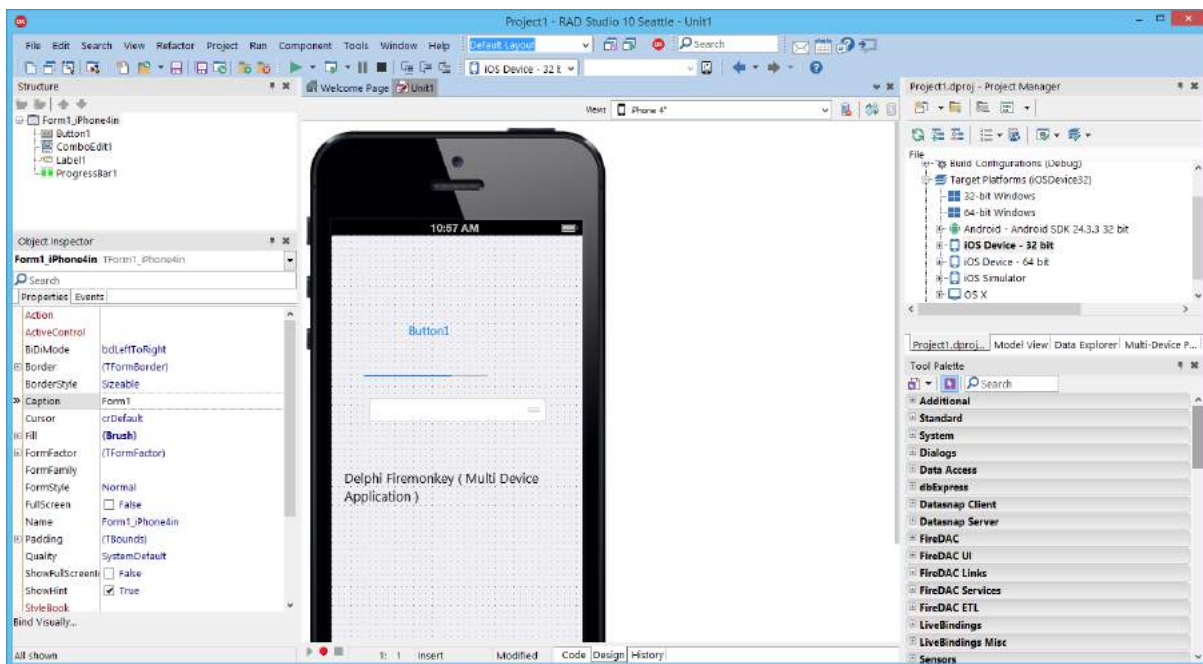 Project1 - RAD Studio 10 Seattle - Unit1
File Edit Search View Refactor Project Run Component Tools Window Help Default Layout Search
iOS Device - 32 t
Structure
Form1_iPhone4in
Button1
ComboEdit1
Label1
ProgressBar1
Object Inspector
Form1_iPhone4in TForm1_iPhone4in
Search
Properties Events
Action
ActiveControl
BiDiMode bdLeftToRight
Border (TFormBorder)
BorderStyle Sizeable
Caption Form1
Cursor crDefault
Fill (Brush)
FormFactor (TFormFactor)
FormFamily
FormStyle Normal
FullScreen False
Name Form1_iPhone4in
Padding (TBounds)
Quality SystemDefault
ShowFullScreenI False
ShowHint True
StyleBook
Bind Visually...
All shown
Welcome Page Unit1
Views iPhone 4"
10:57 AM
Button1
Delphi Firemonkey ( Multi Device
Application )
1: 1 Insert Modified Code Design History
Project1.dproj - Project Manager
File
Build Configurations (Debug)
Target Platforms (iOSDevice32)
32-bit Windows
64-bit Windows
Android - Android SDK 24.3.3 32 bit
iOS Device - 32 bit
iOS Device - 64 bit
iOS Simulator
OS X
Project1.dproj... Model View Data Explorer Multi-Device P...
Tool Palette
Search
Additional
Standard
System
Dialogs
Data Access
dbExpress
Datasnap Client
Datasnap Server
FireDAC
FireDAC UI
FireDAC Links
FireDAC Services
FireDAC ETL
LiveBindings
LiveBindings Misc
Sensors